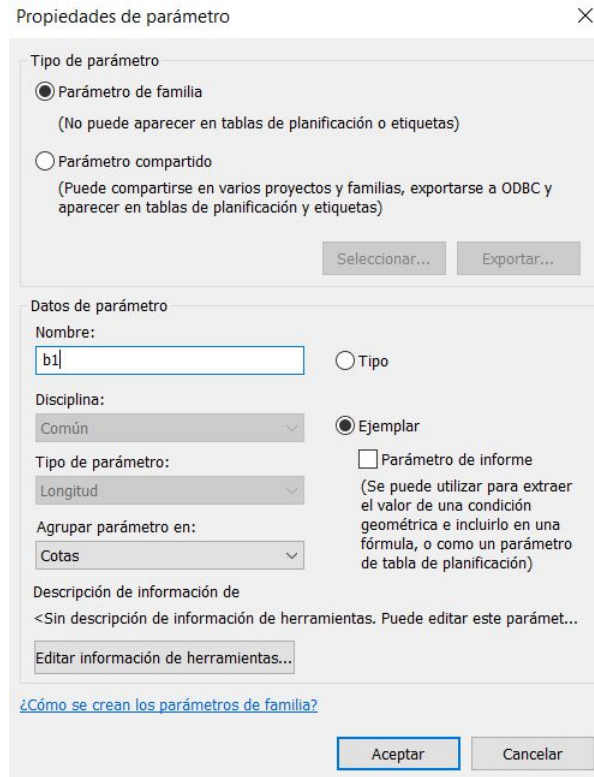 Propiedades de parámetro
Tipo de parámetro
Parámetro de familia
(No puede aparecer en tablas de planificación o etiquetas)
Parámetro compartido
(Puede compartirse en varios proyectos y familias, exportarse a ODBC y
aparecer en tablas de planificación y etiquetas)
Seleccionar... Exportar...
Datos de parámetro
Nombre:
b1
Tipo
Disciplina:
Común
Ejemplar
Tipo de parámetro:
Longitud
Parámetro de informe
(Se puede utilizar para extraer
el valor de una condición
geométrica e incluirlo en una
fórmula, o como un parámetro
de tabla de planificación)
Agrupar parámetro en:
Cotas
Descripción de información de
<Sin descripción de información de herramientas. Puede editar este parámet...
Editar información de herramientas...
¿Cómo se crean los parámetros de familia?
Aceptar Cancelar